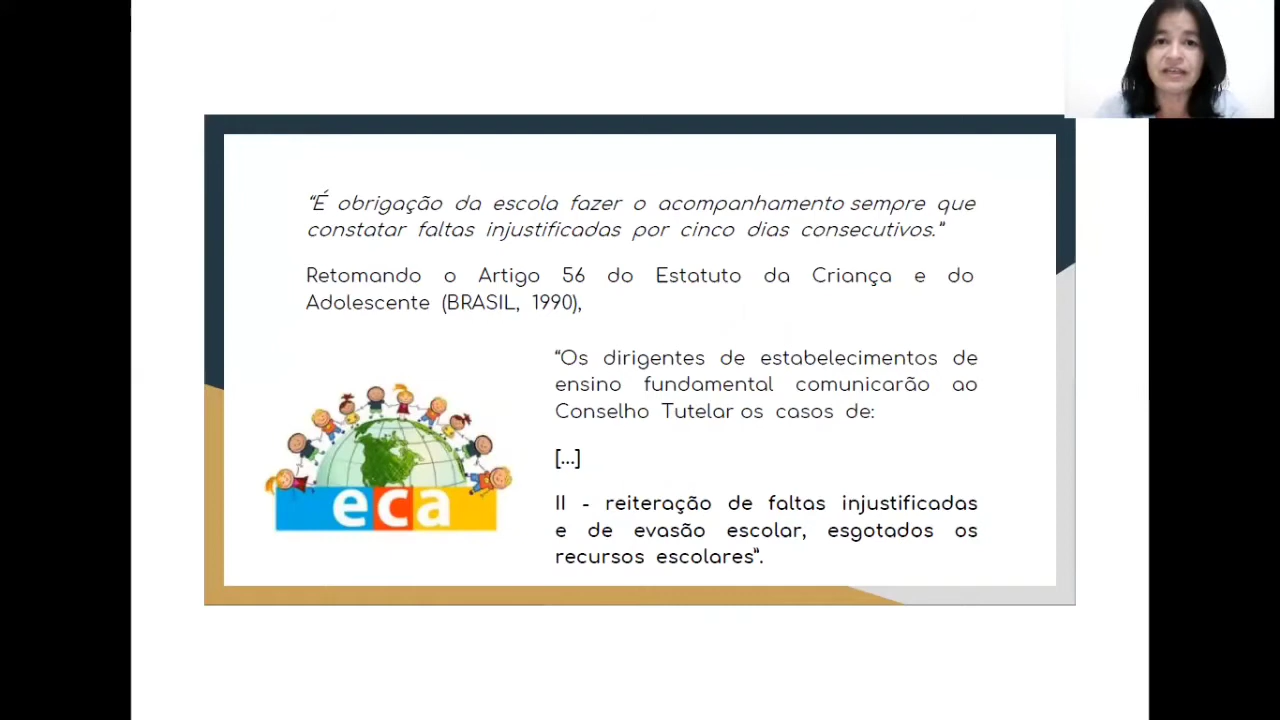 “É obrigação da escola fazer o acompanhamento sempre que
constatar faltas injustificadas por cinco dias consecutivos.”
Retomando o Artigo 56 do Estatuto da Criança e do
Adolescente (BRASIL, 1990),
“Os dirigentes de estabelecimentos de
ensino fundamental comunicarão ao
Conselho Tutelar os casos de:
[...]
II - reiteração de faltas injustificadas
e de evasão escolar, esgotados os
recursos escolares”.
eca